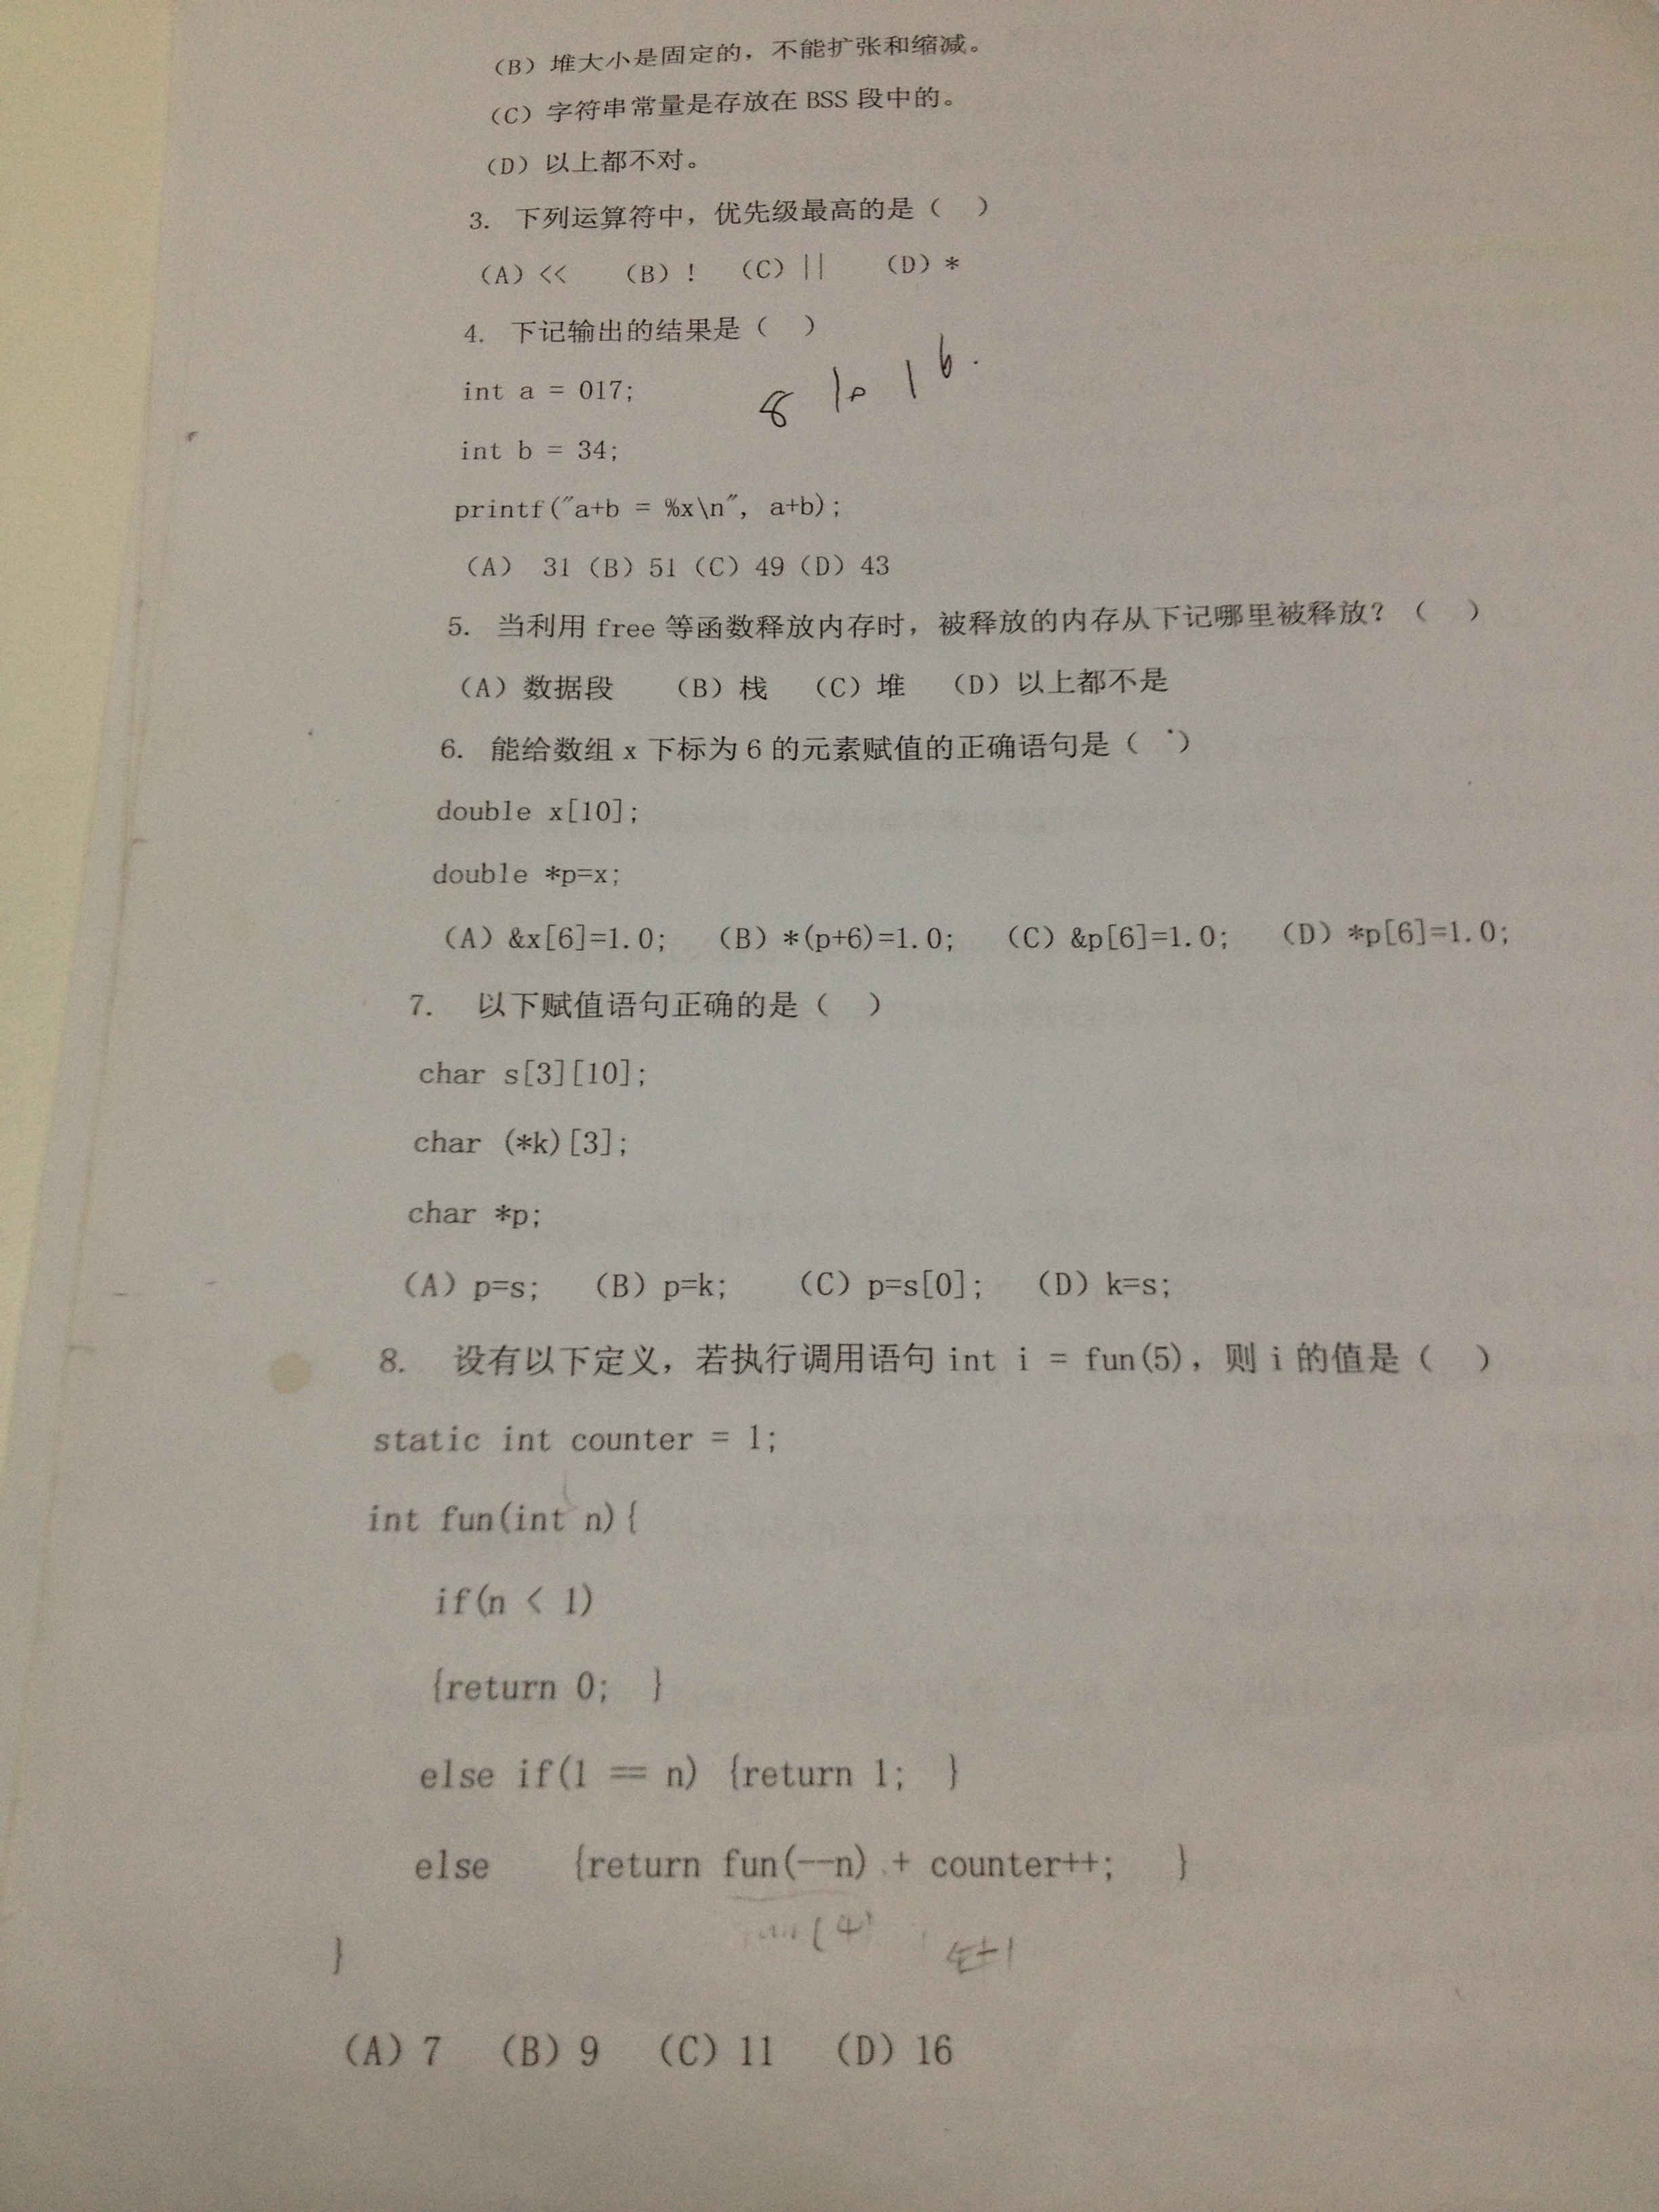 (B) 堆大小是固定的，不能扩张和缩减。
(C) 字符串常量是存放在 BSS 段中的。
(D) 以上都不对。
3. 下列运算符中，优先级最高的是（ ）
(A) << (B) ! (C) || (D) *
4. 下记输出的结果是（ ）
int a = 017;
8 10 16.
int b = 34;
printf("a+b = %x\n", a+b);
(A) 31 (B) 51 (C) 49 (D) 43
5. 当利用 free 等函数释放内存时，被释放的内存从下记哪里被释放？（ ）
(A) 数据段 (B) 栈 (C) 堆 (D) 以上都不是
6. 能给数组 x 下标为 6 的元素赋值的正确语句是（ ）
double x[10];
double *p=x;
(A) &x[6]=1.0; (B) *(p+6)=1.0; (C) &p[6]=1.0; (D) *p[6]=1.0;
7. 以下赋值语句正确的是（ ）
char s[3][10];
char (*k)[3];
char *p;
(A) p=s; (B) p=k; (C) p=s[0]; (D) k=s;
8. 设有以下定义，若执行调用语句 int i = fun(5)，则 i 的值是（ ）
static int counter = 1;
int fun(int n){
if(n < 1)
{return 0; }
else if(1 == n) {return 1; }
else {return fun(--n) + counter++; }
(4)
}
(A) 7 (B) 9 (C) 11 (D) 16